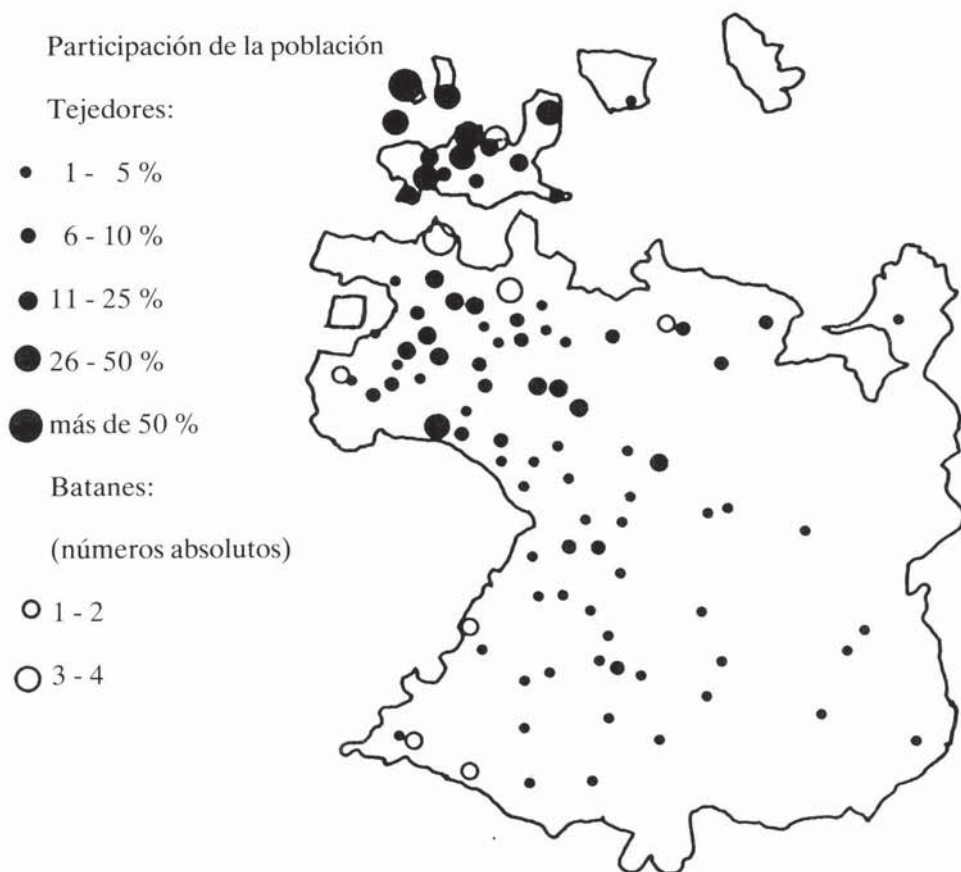 Participación de la población
Tejedores:
1 - 5 %
6 - 10 %
11 - 25 %
26 - 50 %
más de 50 %
Batanes:
(números absolutos)
1 - 2
3 - 4